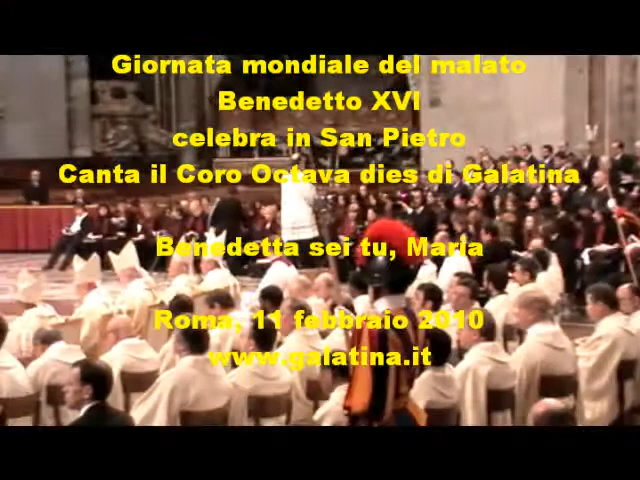 Giornata mondiale del malato
Benedetto XVI
celebra in San Pietro
Canta il Coro Octava dies di Galatina
Benedetta sei tu, Maria
Roma, 11 febbraio 2010
www.galatina.it